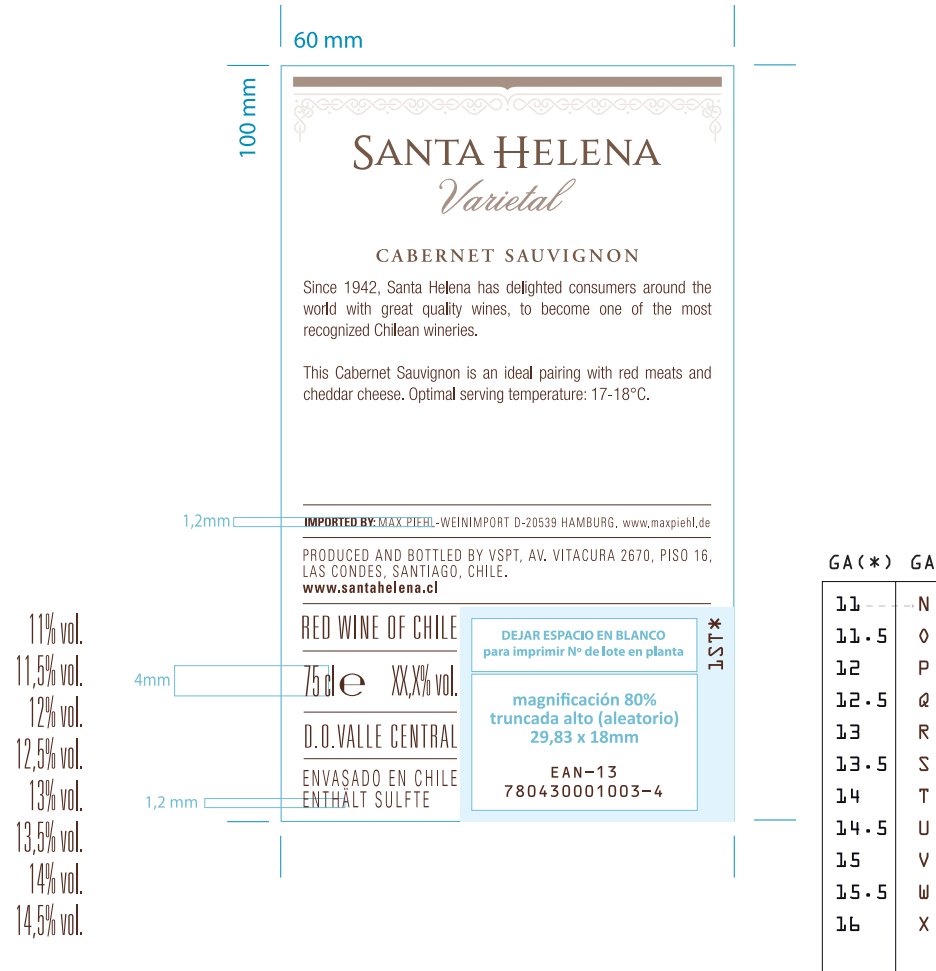 60 mm
100 mm
SANTA HELENA
Varietal
CABERNET SAUVIGNON
Since 1942, Santa Helena has delighted consumers around the
world with great quality wines, to become one of the most
recognized Chilean wineries.
This Cabernet Sauvignon is an ideal pairing with red meats and
cheddar cheese. Optimal serving temperature: 17-18°C.
1,2mm
IMPORTED BY: MAX PIEHL-WEINIMPORT D-20539 HAMBURG, www.maxpiehl.de
PRODUCED AND BOTTLED BY VSPT, AV. VITACURA 2670, PISO 16,
LAS CONDES, SANTIAGO, CHILE.
www.santahelena.cl
RED WINE OF CHILE
4mm
75 cl e XX,X% vol.
D.O.VALLE CENTRAL
1,2 mm
ENVASADO EN CHILE
ENTHÄLT SULFTE
DEJAR ESPACIO EN BLANCO
para imprimir Nº de lote en planta
1ST*
magnificación 80%
truncada alto (aleatorio)
29,83 x 18mm
EAN-13
780430001003-4
11% vol.
11,5% vol.
12% vol.
12,5% vol.
13% vol.
13,5% vol.
14% vol.
14,5% vol.
GA(*) GA
11 N
11.5 O
12 P
12.5 Q
13 R
13.5 S
14 T
14.5 U
15 V
15.5 W
16 X